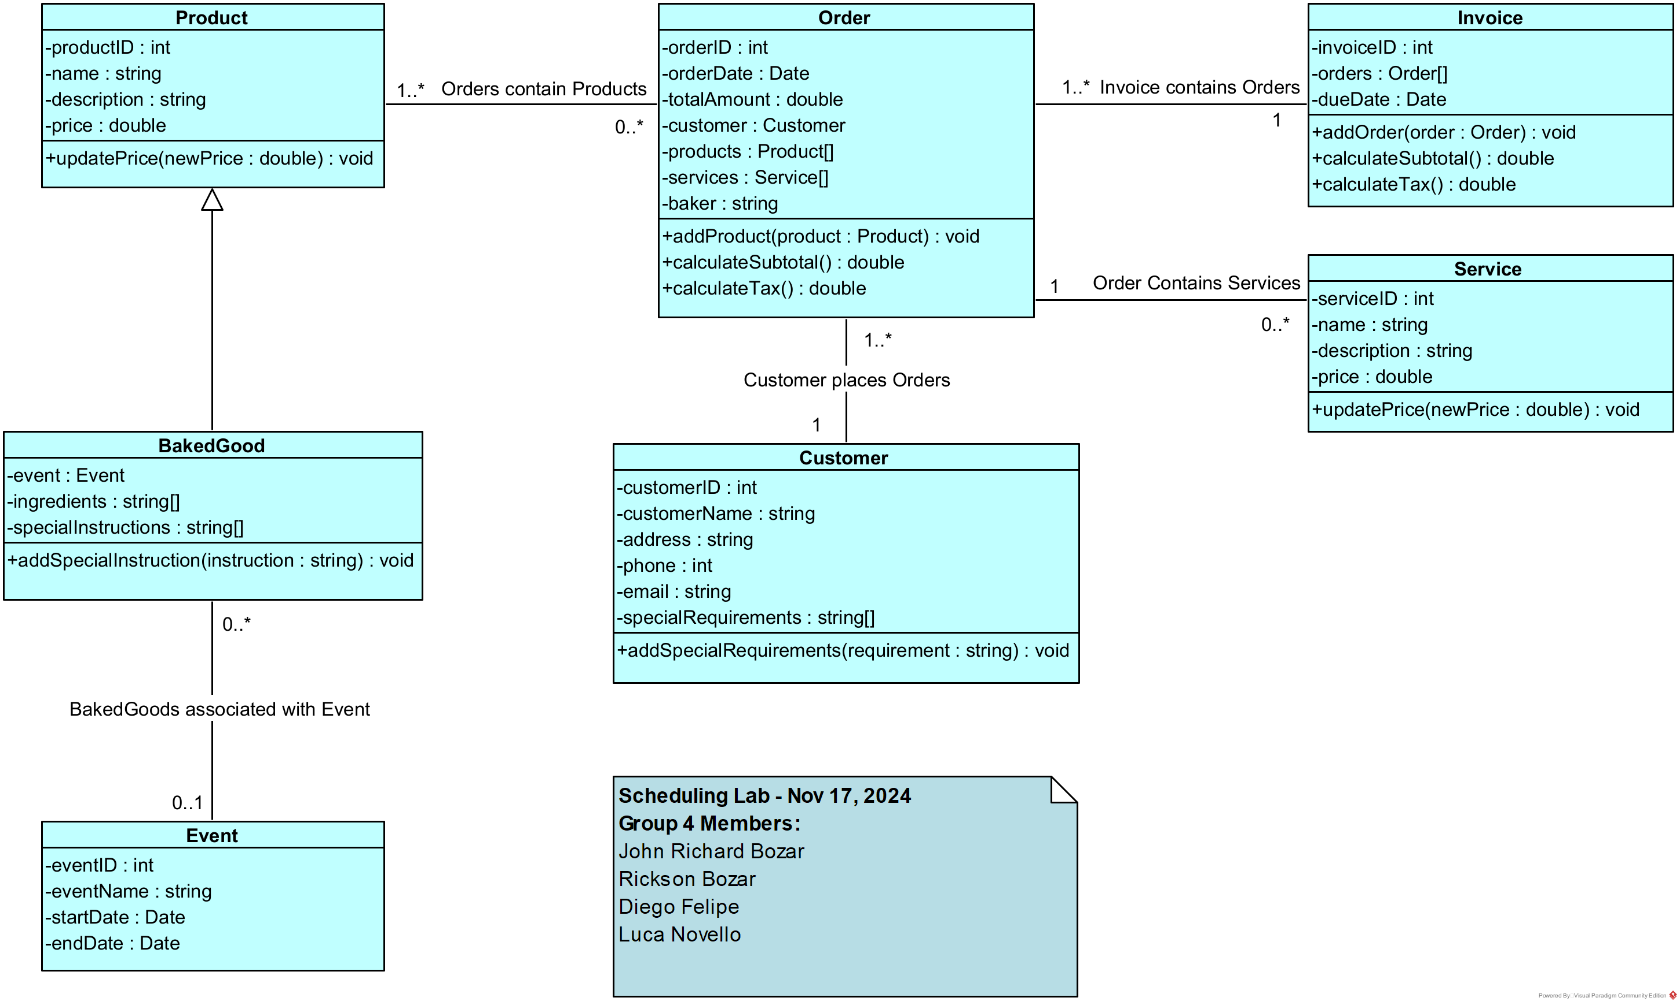 Product
-productID : int
-name : string
-description : string
-price : double
+updatePrice(newPrice : double) : void
1..* Orders contain Products
0..*
Order
-orderID : int
-orderDate : Date
-totalAmount : double
-customer : Customer
-products : Product[]
-services : Service[]
-baker : string
+addProduct(product : Product) : void
+calculateSubtotal() : double
+calculateTax() : double
1..* Invoice contains Orders
1
Invoice
-invoiceID : int
-orders : Order[]
-dueDate : Date
+addOrder(order : Order) : void
+calculateSubtotal() : double
+calculateTax() : double
1 Order Contains Services
0..*
Service
-serviceID : int
-name : string
-description : string
-price : double
+updatePrice(newPrice : double) : void
1..*
Customer places Orders
1
BakedGood
-event : Event
-ingredients : string[]
-specialInstructions : string[]
+addSpecialInstruction(instruction : string) : void
Customer
-customerID : int
-customerName : string
-address : string
-phone : int
-email : string
-specialRequirements : string[]
+addSpecialRequirements(requirement : string) : void
0..*
BakedGoods associated with Event
0..1
Event
-eventID : int
-eventName : string
-startDate : Date
-endDate : Date
Scheduling Lab - Nov 17, 2024
Group 4 Members:
John Richard Bozar
Rickson Bozar
Diego Felipe
Luca Novello
Powered By: Visual Paradigm Community Edition